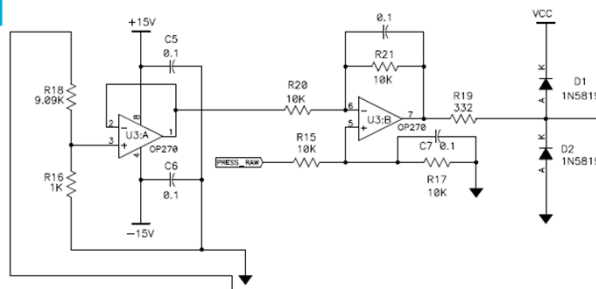 +15V
C5
0.1
R18
9.09K
2
8
1
U3:A
3
4
OP270
R16
1K
C6
0.1
-15V
0.1
R21
10K
R20
10K
6
7
U3:B
5
OP270
R19
332
R15
10K
PRESS_RAW
C7 0.1
R17
10K
VCC
K
D1
A
1N5819
K
D2
A
1N5819